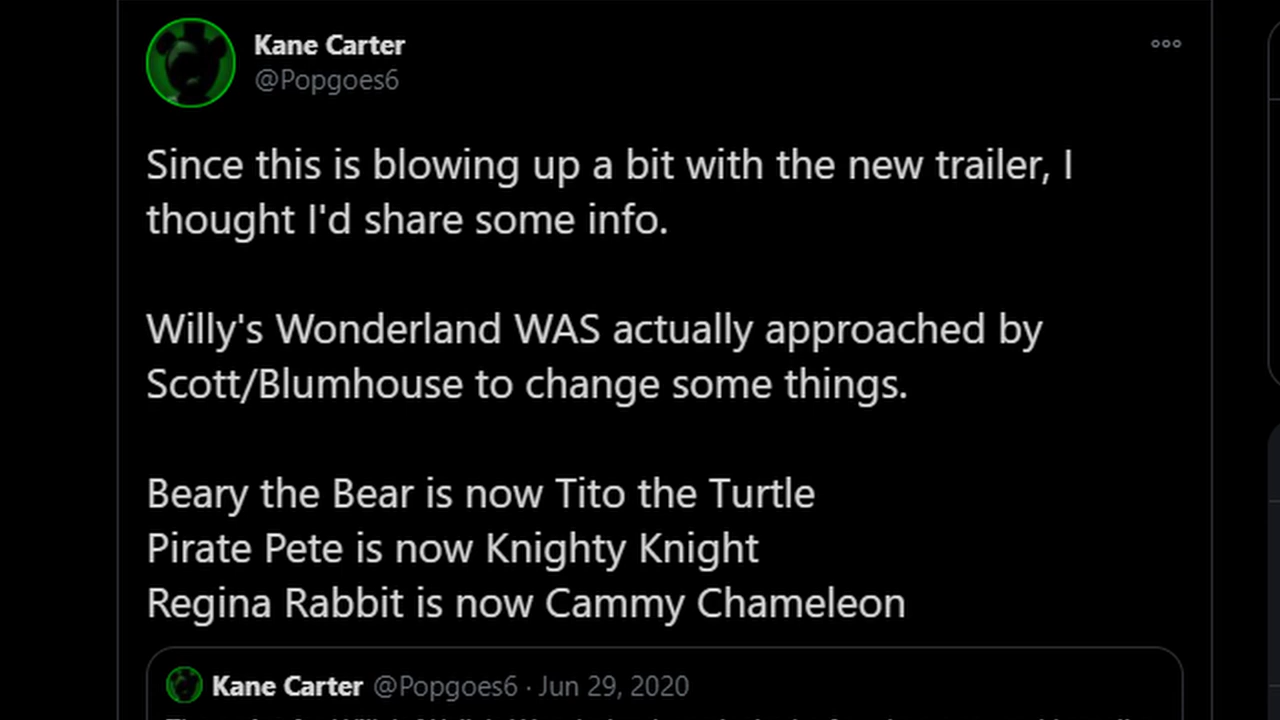 Kane Carter
@Popgoes6
Since this is blowing up a bit with the new trailer, I
thought I'd share some info.
Willy's Wonderland WAS actually approached by
Scott/Blumhouse to change some things.
Beary the Bear is now Tito the Turtle
Pirate Pete is now Knighty Knight
Regina Rabbit is now Cammy Chameleon
Kane Carter @Popgoes6 · Jun 29, 2020